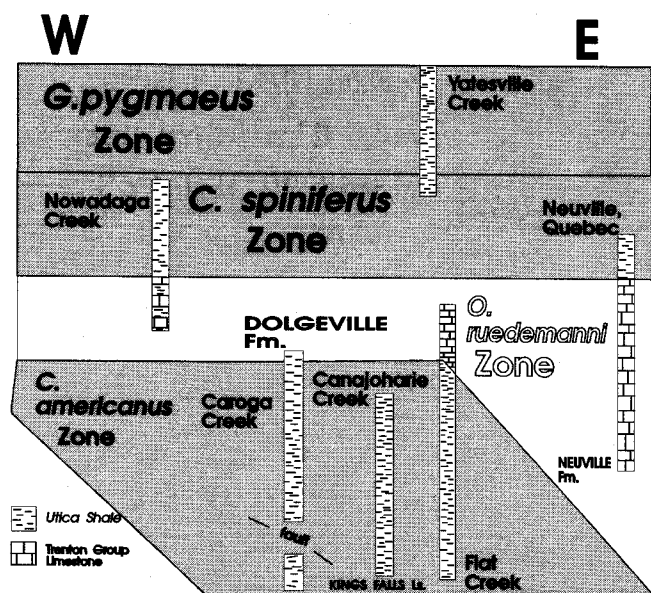 W
E
G.pygmaeus
Zone
Yatesville
Creek
Nowadaga
Creek
C. spiniferus
Zone
Neuville,
Quebec
DOLGEVILLE
Fm.
O.
ruedemanni
Zone
C.
americanus
Zone
Caroga
Creek
Canajoharie
Creek
NEUVILLE
Fm.
Utica Shale
fault
Trenton Group
Limestone
KINGS FALLS Ls.
Flat
Creek